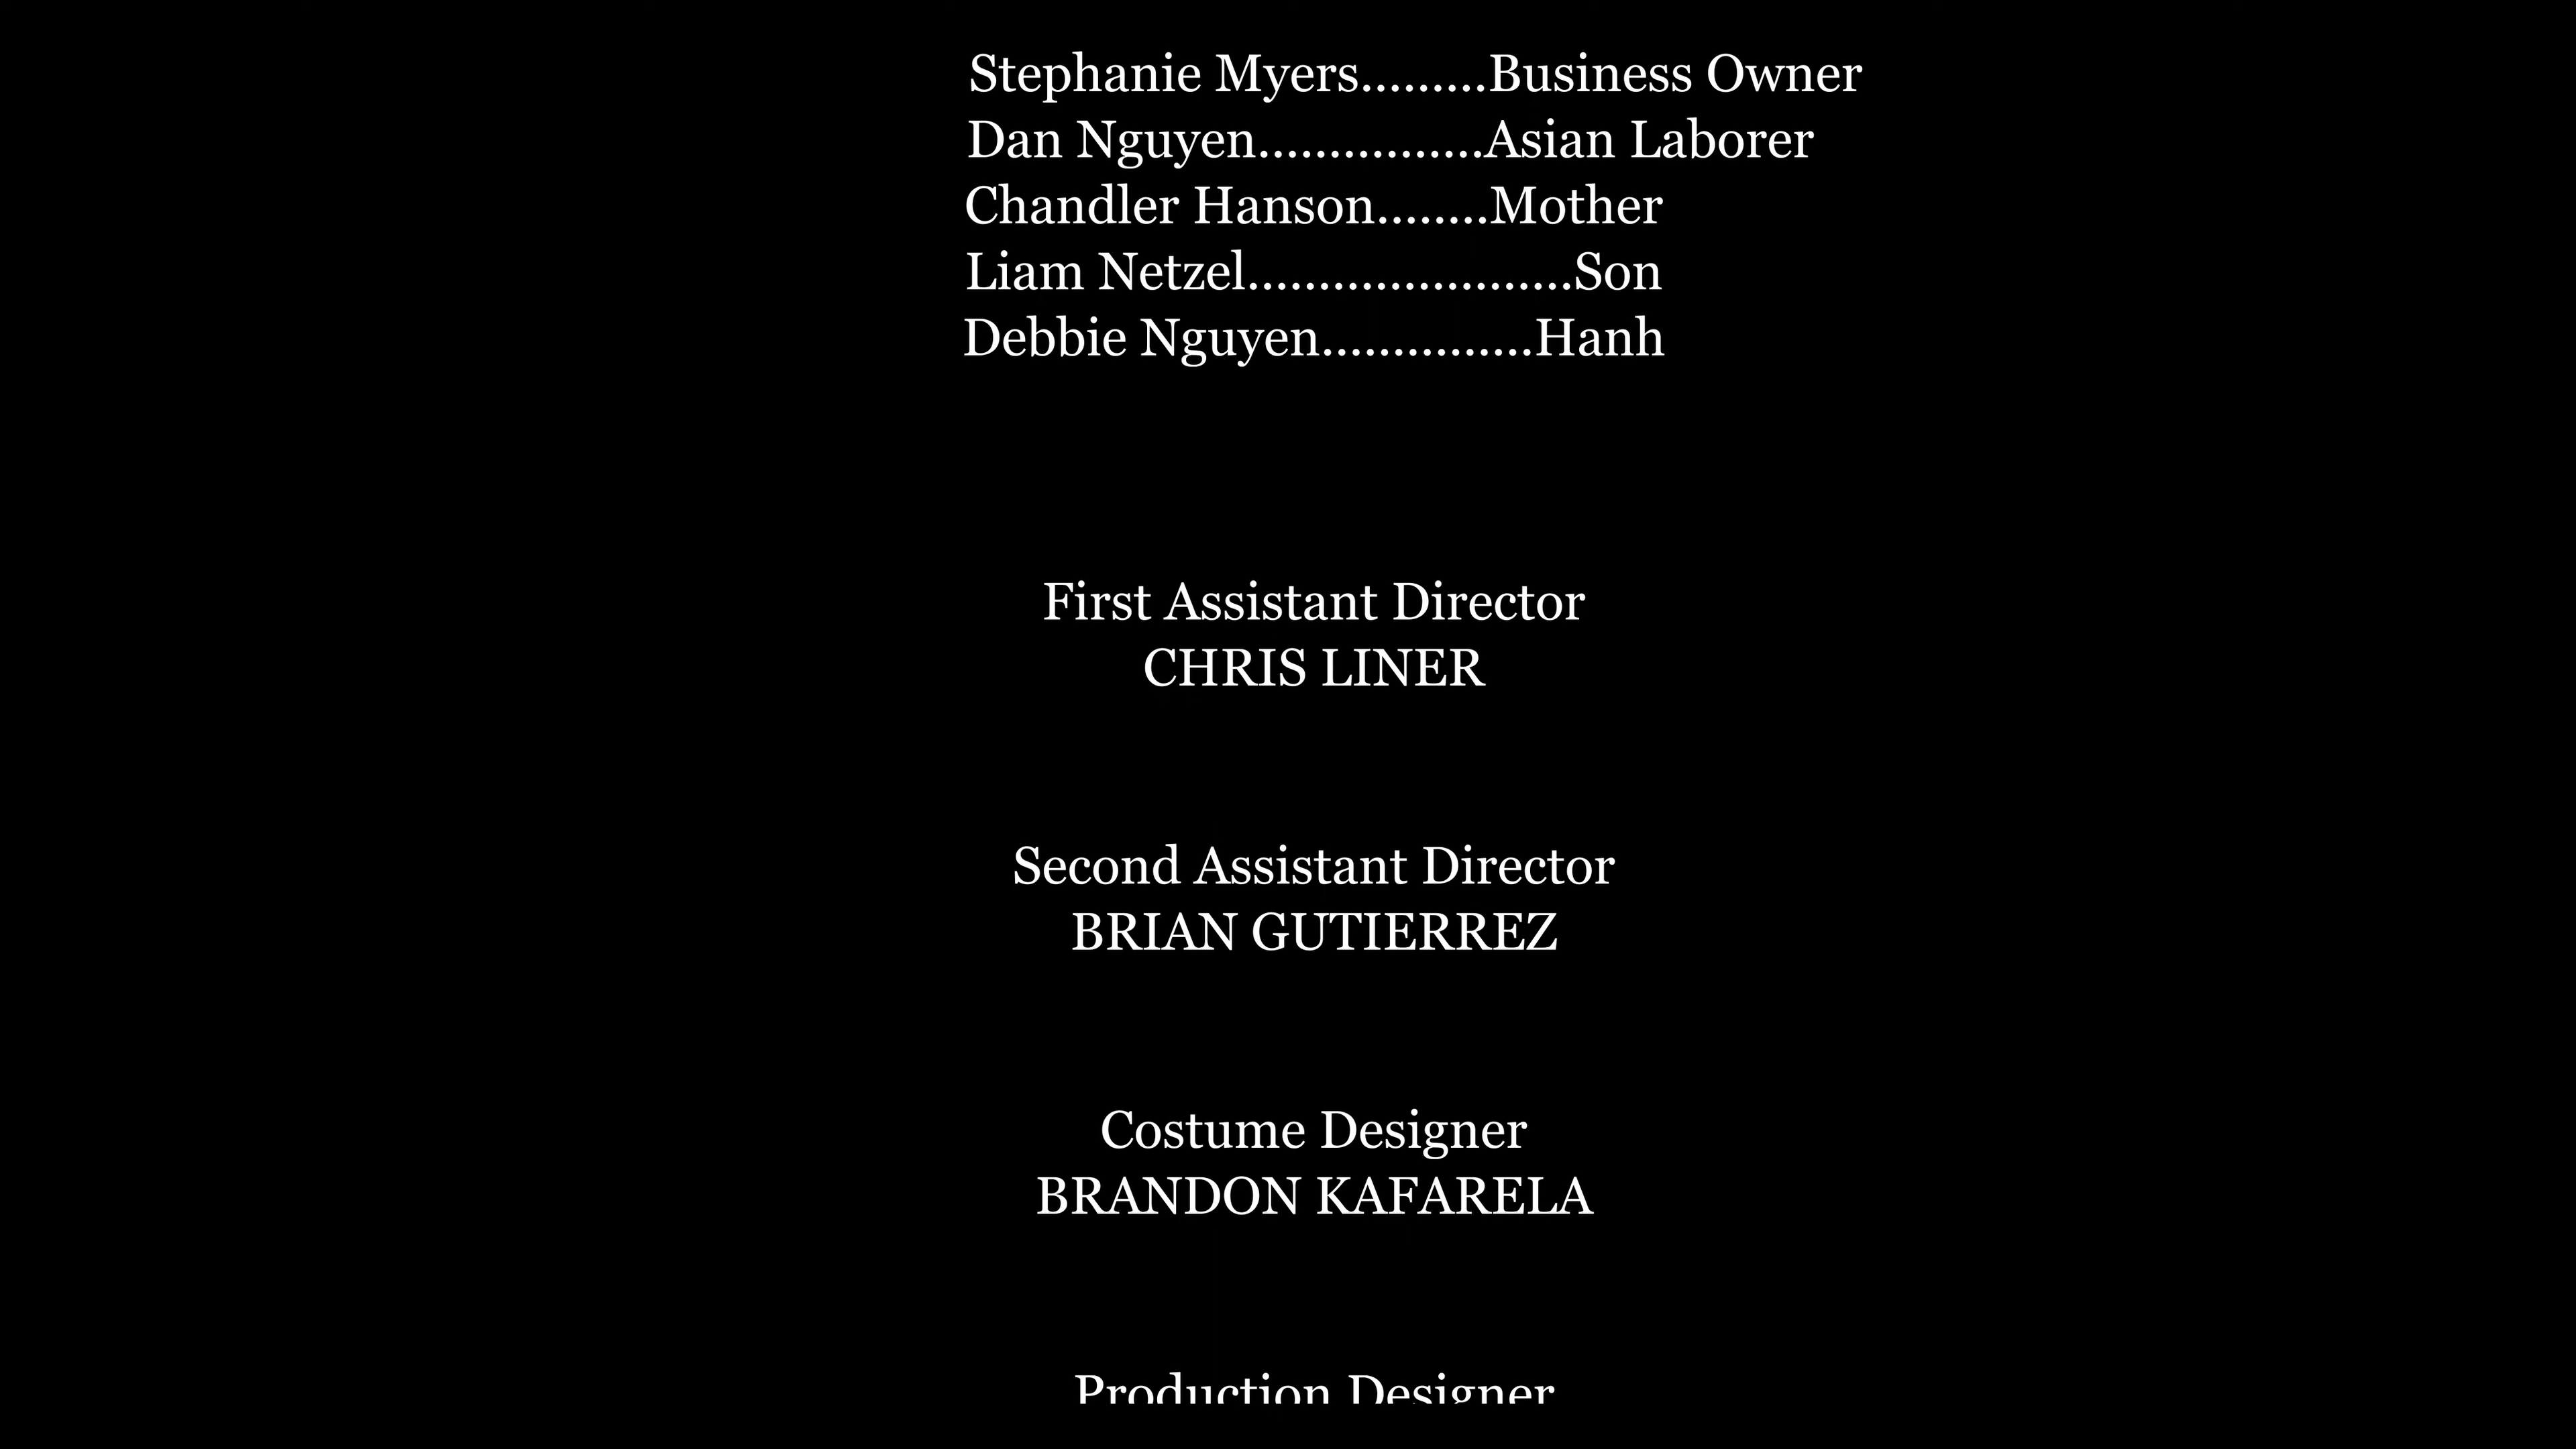 Stephanie Myers.........Business Owner
Dan Nguyen................Asian Laborer
Chandler Hanson........Mother
Liam Netzel.......................Son
Debbie Nguyen...............Hanh
First Assistant Director
CHRIS LINER
Second Assistant Director
BRIAN GUTIERREZ
Costume Designer
BRANDON KAFARELA
Production Designer